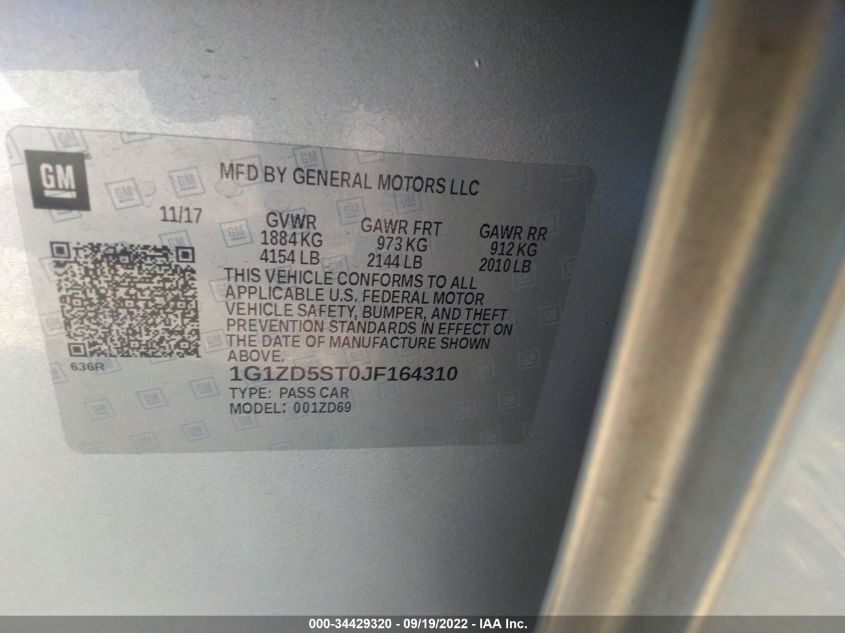 GM
MFD BY GENERAL MOTORS LLC
11/17
GVWR GAWR FRT GAWR RR
1884 KG 973 KG 912 KG
4154 LB 2144 LB 2010 LB
THIS VEHICLE CONFORMS TO ALL
APPLICABLE U.S. FEDERAL MOTOR
VEHICLE SAFETY, BUMPER, AND THEFT
PREVENTION STANDARDS IN EFFECT ON
THE DATE OF MANUFACTURE SHOWN
ABOVE.
636R
1G1ZD5ST0JF164310
TYPE: PASS CAR
MODEL: 001ZD69
000-34429320 - 09/19/2022 - IAA Inc.